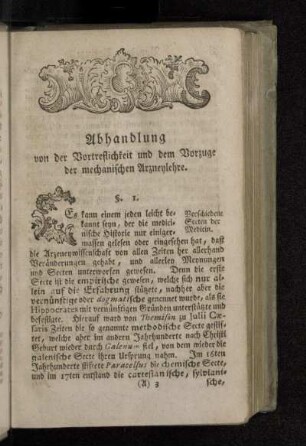 Abhandlung
von der Vortreflichkeit und dem Vorzuge
der mechanischen Arzneylehre.
§. 1.
Es kann einem jeden leicht be-
kannt seyn, der die medici-
nische Historie nur einiger-
massen gelesen oder eingesehen hat, daß
Verschiedene
Secten der
Medicin.
die Arzeneywissenschaft von allen Zeiten her allerhand
Veränderungen gehabt, und allerley Meynungen
und Secten unterworfen gewesen. Denn die erste
Secte ist die empirische gewesen, welche sich nur al-
lein auf die Erfahrung stützte, nachher aber die
vernünftige oder dogmatische genennet wurde, als sie
Hippocrates mit vernünftigen Gründen unterstützte und
befestigte. Hierauf ward von Themison zu Julii Cä-
saris Zeiten die so genannte methodische Secte gestif-
tet, welche aber im andern Jahrhunderte nach Christi
Geburt wieder durch Galenum fiel, von dem wieder die
galenische Secte ihren Ursprung nahm. Im 16ten
Jahrhunderte stiftete Paracelsus die chemische Secte,
und im 17ten entstand die cartesianische, sylviani-
(A) 3
sche,